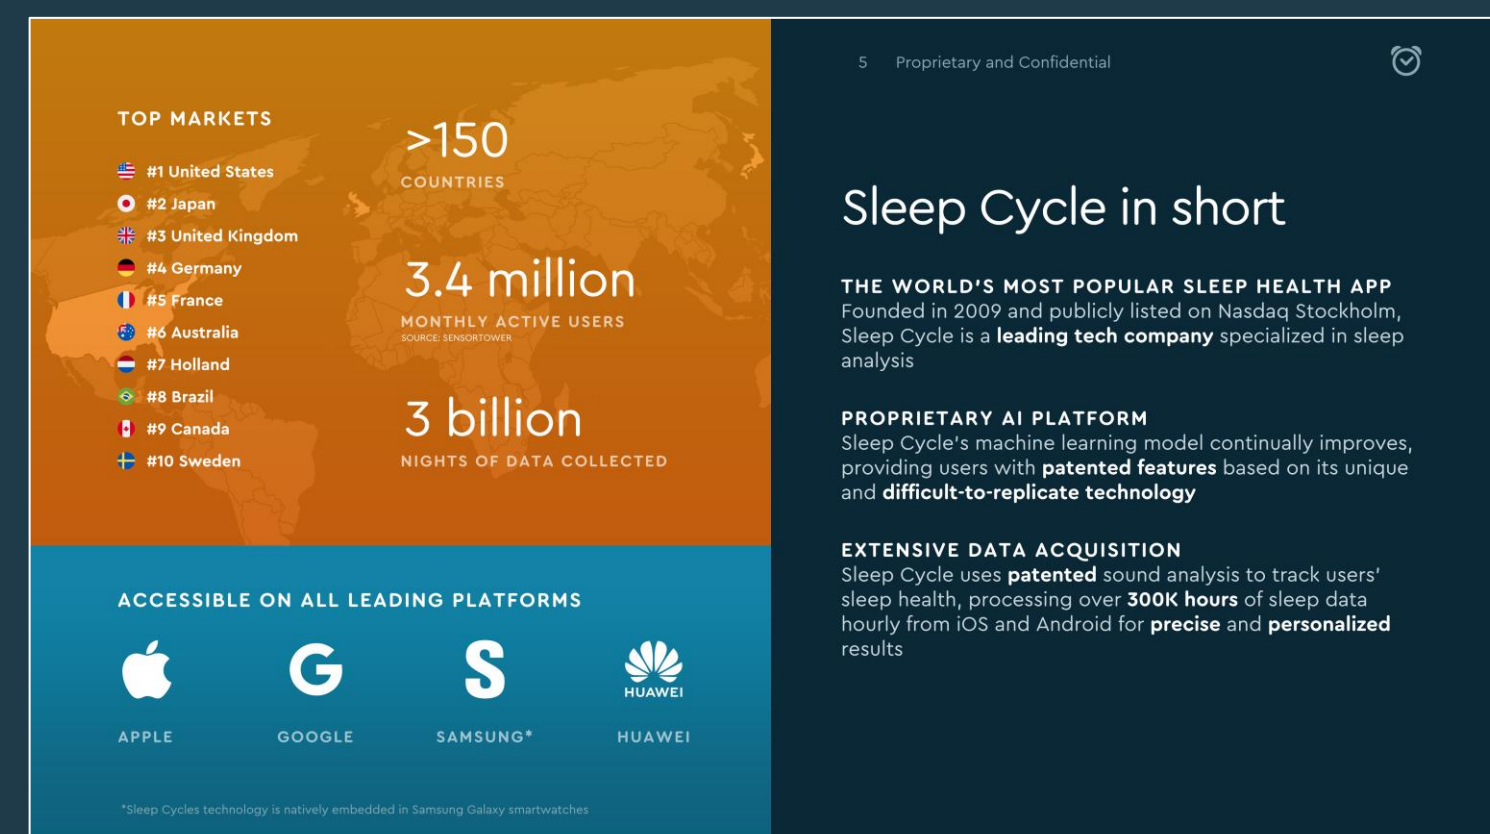 TOP MARKETS
#1 United States
#2 Japan
#3 United Kingdom
#4 Germany
#5 France
#6 Australia
#7 Holland
#8 Brazil
#9 Canada
#10 Sweden
>150
COUNTRIES
3.4 million
MONTHLY ACTIVE USERS
SOURCE: SENSORTOWER
3 billion
NIGHTS OF DATA COLLECTED
ACCESSIBLE ON ALL LEADING PLATFORMS
G
S
HUAWEI
APPLE
GOOGLE
SAMSUNG*
HUAWEI
*Sleep Cycles technology is natively embedded in Samsung Galaxy smartwatches
5 Proprietary and Confidential
Sleep Cycle in short
THE WORLD'S MOST POPULAR SLEEP HEALTH APP
Founded in 2009 and publicly listed on Nasdaq Stockholm,
Sleep Cycle is a leading tech company specialized in sleep
analysis
PROPRIETARY AI PLATFORM
Sleep Cycle's machine learning model continually improves,
providing users with patented features based on its unique
and difficult-to-replicate technology
EXTENSIVE DATA ACQUISITION
Sleep Cycle uses patented sound analysis to track users'
sleep health, processing over 300K hours of sleep data
hourly from iOS and Android for precise and personalized
results